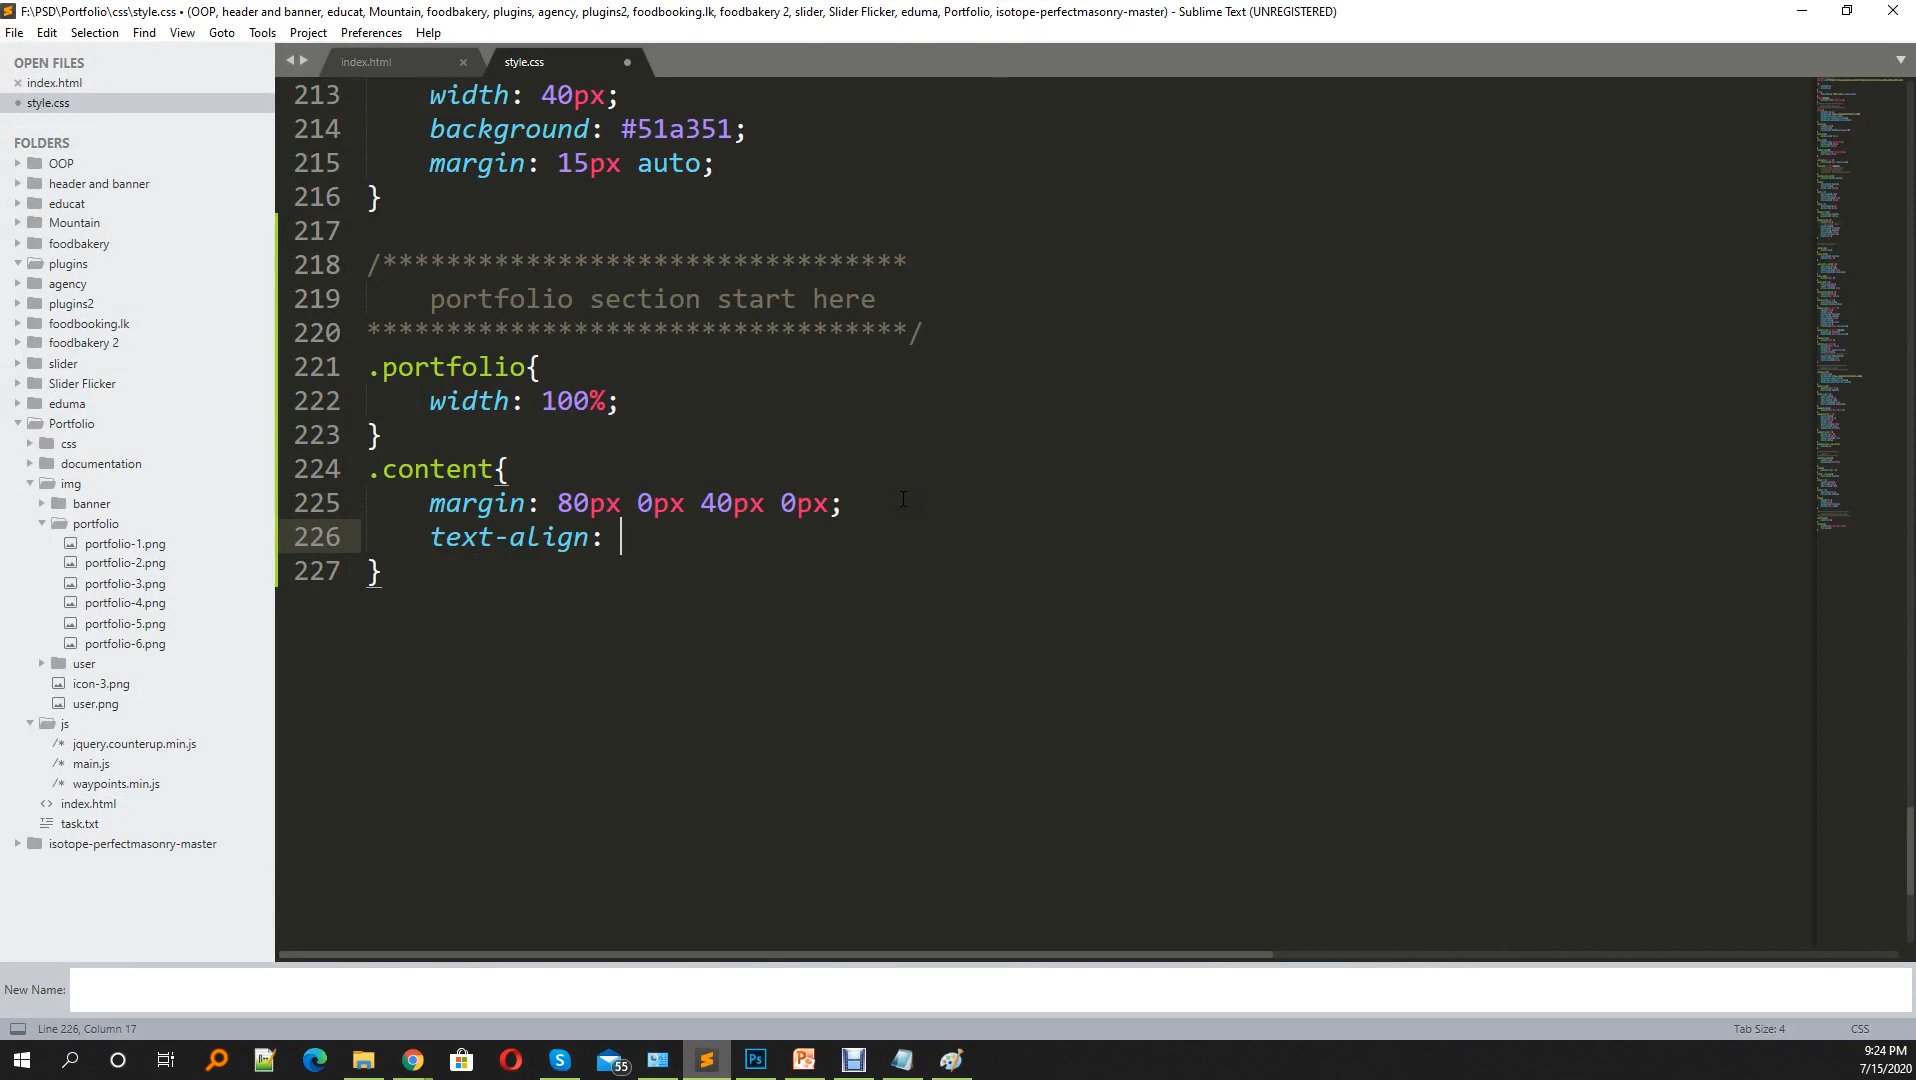 F:\PSD\Portfolio\css\style.css • (OOP, header and banner, educat, Mountain, foodbakery, plugins, agency, plugins2, foodbooking.lk, foodbakery 2, slider, Slider Flicker, eduma, Portfolio, isotope-perfectmasonry-master) - Sublime Text (UNREGISTERED)
File Edit Selection Find View Goto Tools Project Preferences Help
OPEN FILES
index.html
style.css
FOLDERS
OOP
header and banner
educat
Mountain
foodbakery
plugins
agency
plugins2
foodbooking.lk
foodbakery 2
slider
Slider Flicker
eduma
Portfolio
css
documentation
img
banner
portfolio
portfolio-1.png
portfolio-2.png
portfolio-3.png
portfolio-4.png
portfolio-5.png
portfolio-6.png
user
icon-3.png
user.png
js
/* jquery.counterup.min.js
/* main.js
/* waypoints.min.js
<> index.html
task.txt
isotope-perfectmasonry-master
index.html × style.css •
213 width: 40px;
214 background: #51a351;
215 margin: 15px auto;
216 }
217
218 /*********************************
219 portfolio section start here
220 **********************************/
221 .portfolio{
222 width: 100%;
223 }
224 .content{
225 margin: 80px 0px 40px 0px;
226 text-align:
227 }
New Name:
Line 226, Column 17 Tab Size: 4 CSS
55
9:24 PM
7/15/2020